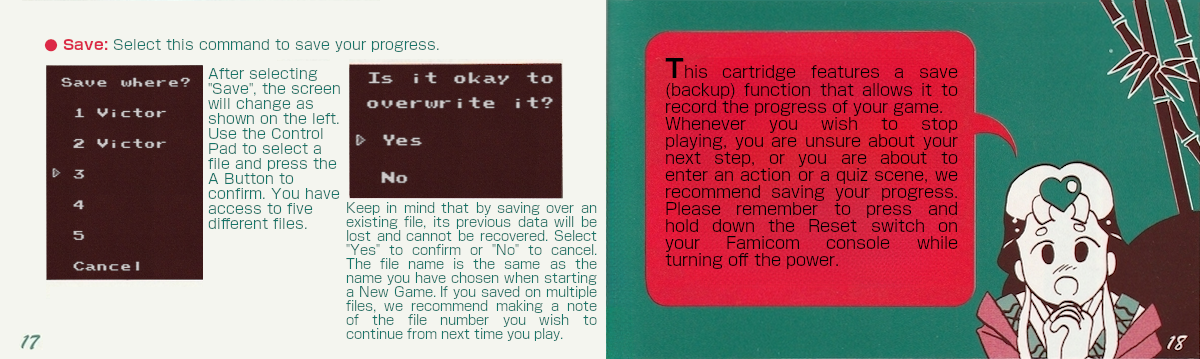 Save: Select this command to save your progress.
Save where?
1 Victor
2 Victor
3
4
5
Cancel
After selecting
"Save", the screen
will change as
shown on the left.
Use the Control
Pad to select a
file and press the
A Button to
confirm. You have
access to five
different files.
Is it okay to
overwrite it?
Yes
No
Keep in mind that by saving over an
existing file, its previous data will be
lost and cannot be recovered. Select
"Yes" to confirm or "No" to cancel.
The file name is the same as the
name you have chosen when starting
a New Game. If you saved on multiple
files, we recommend making a note
of the file number you wish to
continue from next time you play.
17
This cartridge features a save
(backup) function that allows it to
record the progress of your game.
Whenever you wish to stop
playing, you are unsure about your
next step, or you are about to
enter an action or a quiz scene, we
recommend saving your progress.
Please remember to press and
hold down the Reset switch on
your Famicom console while
turning off the power.
18